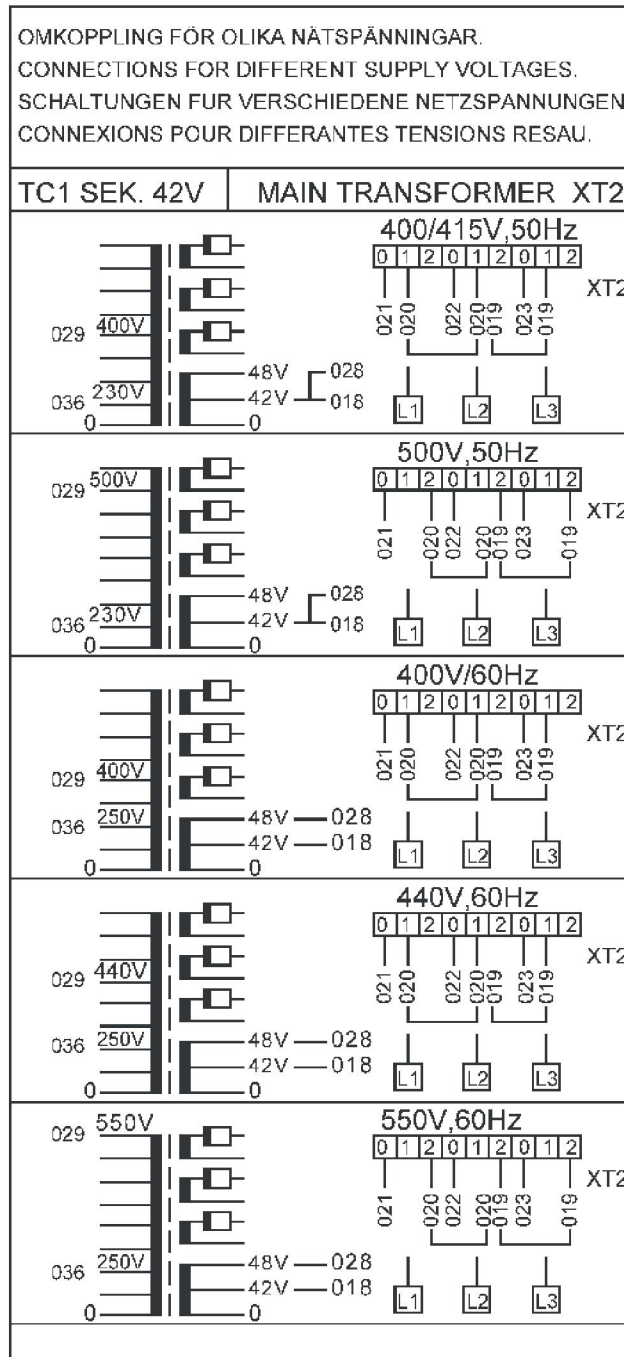 OMKOPPLING FÖR OLIKA NÄTSPÄNNINGAR.
CONNECTIONS FOR DIFFERENT SUPPLY VOLTAGES.
SCHALTUNGEN FUR VERSCHIEDENE NETZSPANNUNGEN
CONNEXIONS POUR DIFFERANTES TENSIONS RESAU.
TC1 SEK. 42V MAIN TRANSFORMER XT2
400/415V,50Hz
0 1 2 0 1 2 0 1 2
XT2
021 020 022 020 019 023 019
029 400V
48V 028
036 230V 42V 018
0 0
L1 L2 L3
500V,50Hz
0 1 2 0 1 2 0 1 2
029 500V
XT2
021 020 022 020 019 023 019
48V 028
036 230V 42V 018
0 0
L1 L2 L3
400V/60Hz
0 1 2 0 1 2 0 1 2
XT2
021 020 022 020 019 023 019
029 400V
036 250V 48V 028
42V 018
0 0
L1 L2 L3
440V,60Hz
0 1 2 0 1 2 0 1 2
XT2
029 440V
021 020 022 020 019 023 019
036 250V 48V 028
42V 018
0 0
L1 L2 L3
550V,60Hz
029 550V
0 1 2 0 1 2 0 1 2
XT2
021 020 022 020 019 023 019
036 250V 48V 028
42V 018
0 0
L1 L2 L3